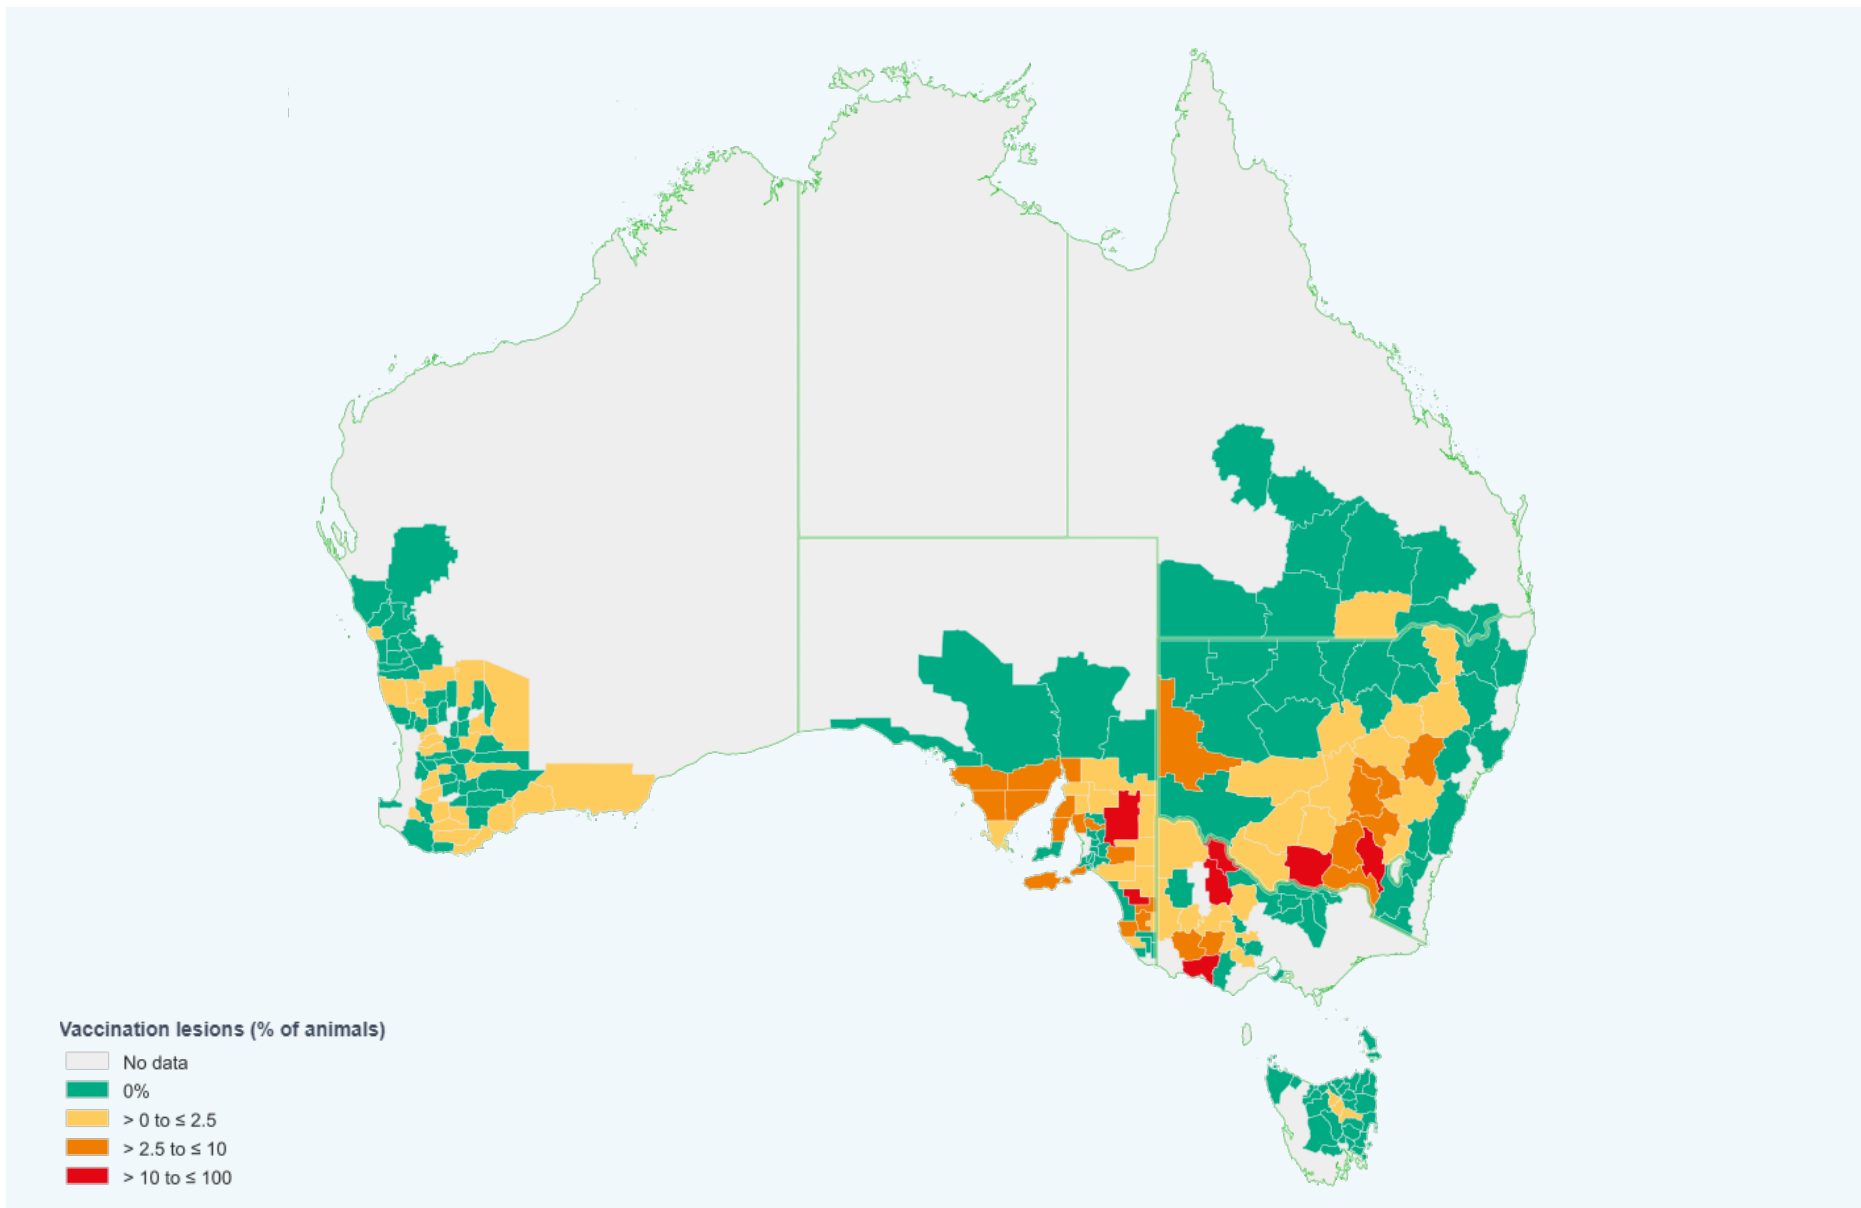 Vaccination lesions (% of animals)
No data
0%
> 0 to ≤ 2.5
> 2.5 to ≤ 10
> 10 to ≤ 100